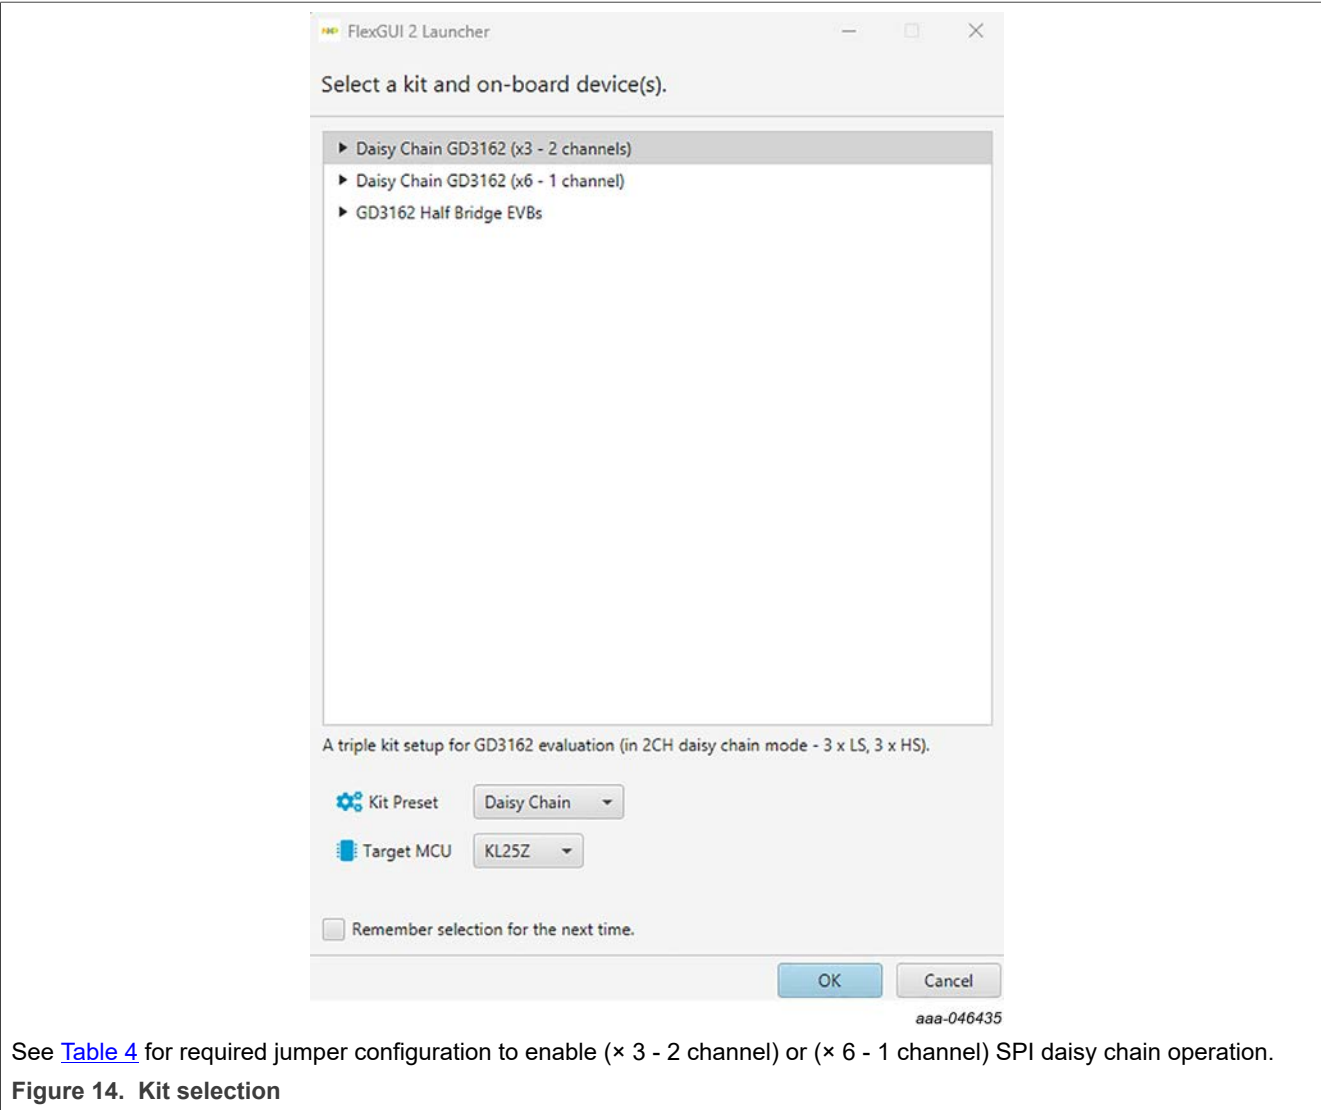 NXP FlexGUI 2 Launcher
Select a kit and on-board device(s).
Daisy Chain GD3162 (x3 - 2 channels)
Daisy Chain GD3162 (x6 - 1 channel)
GD3162 Half Bridge EVBs
A triple kit setup for GD3162 evaluation (in 2CH daisy chain mode - 3 x LS, 3 x HS).
Kit Preset Daisy Chain
Target MCU KL25Z
Remember selection for the next time.
OK Cancel
aaa-046435
See Table 4 for required jumper configuration to enable (× 3 - 2 channel) or (× 6 - 1 channel) SPI daisy chain operation.
Figure 14. Kit selection